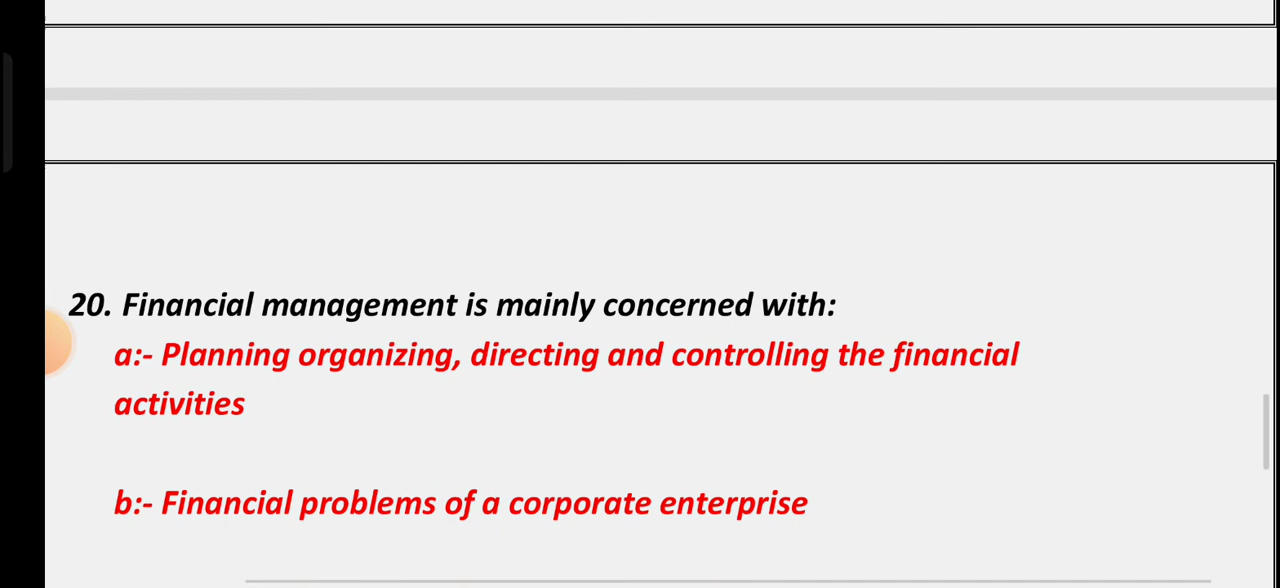 20. Financial management is mainly concerned with:
a:- Planning organizing, directing and controlling the financial
activities
b:- Financial problems of a corporate enterprise